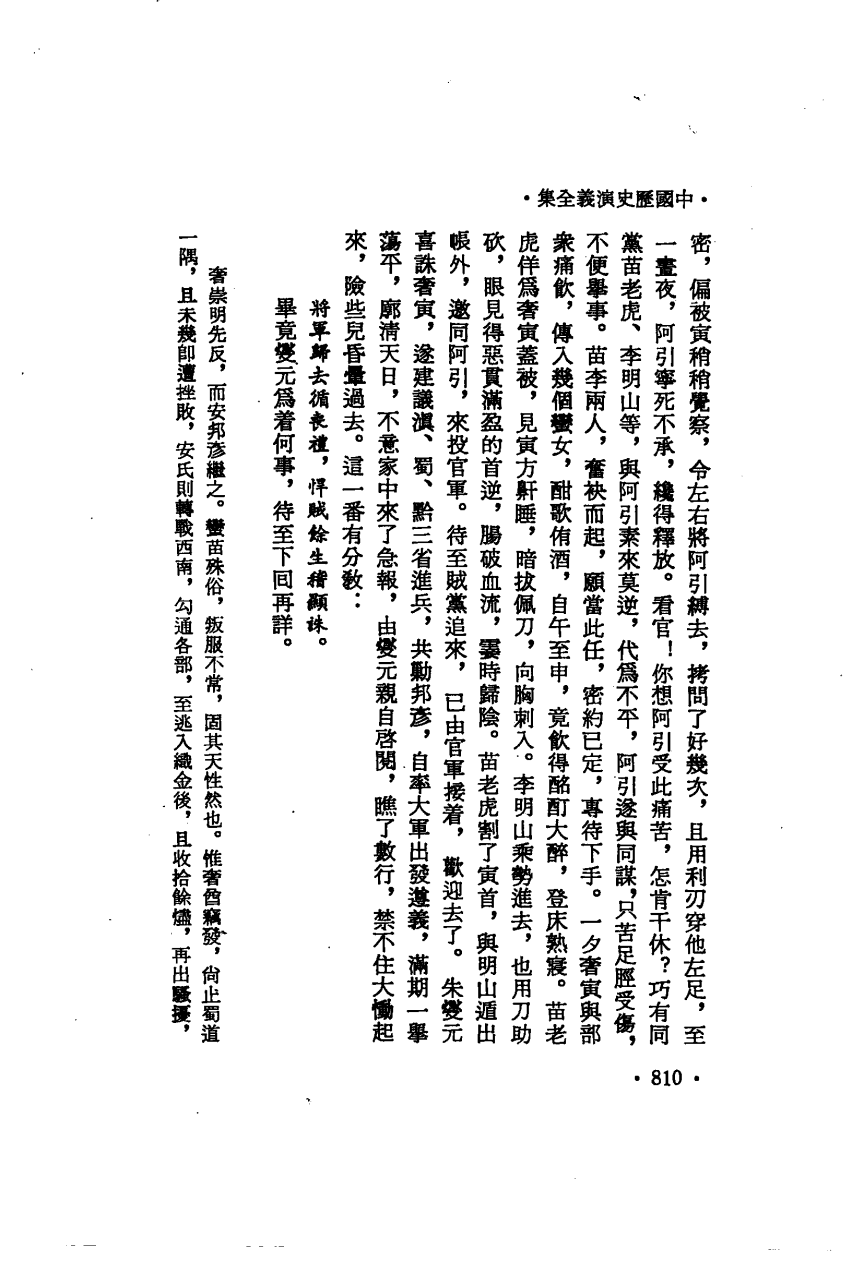 ·中國歷史演義全集·
密，偏被寅稍稍覺察，令左右將阿引縛去，拷問了好幾次，且用利刃穿他左足，至
一晝夜，阿引寧死不承，纔得釋放。看官！你想阿引受此痛苦，怎肯干休？巧有同
黨苗老虎、李明山等，與阿引素來莫逆，代爲不平，阿引遂與同謀，只苦足脛受傷，
不便舉事。苗李兩人，奮袂而起，願當此任，密約已定，專待下手。一夕奢寅與部
衆痛飲，傳入幾個蠻女，酣歌侑酒，自午至申，竟飲得酩酊大醉，登床熟寢。苗老
虎佯爲奢寅蓋被，見寅方鼾睡，暗拔佩刀，向胸刺入。李明山乘勢進去，也用刀助
砍，眼見得惡貫滿盈的首逆，腸破血流，霎時歸陰。苗老虎割了寅首，與明山遁出
帳外，邀同阿引，來投官軍。待至賊黨追來，已由官軍接着，歡迎去了。朱燮元
喜誅奢寅，遂建議滇、蜀、黔三省進兵，共勦邦彥，自率大軍出發遵義，滿期一舉
蕩平，廓清天日，不意家中來了急報，由燮元親自啓閱，瞧了數行，禁不住大慟起
來，險些兒昏暈過去。這一番有分敎：
將軍歸去循喪禮，悍賊餘生稽顯誅。
畢竟燮元爲着何事，待至下回再詳。
奢崇明先反，而安邦彥繼之。蠻苗殊俗，叛服不常，固其天性然也。惟奢酋竊發，尙止蜀道
一隅，且未幾卽遭挫敗，安氏則轉戰西南，勾通各部，至逃入織金後，且收拾餘燼，再出騷擾，
·810·